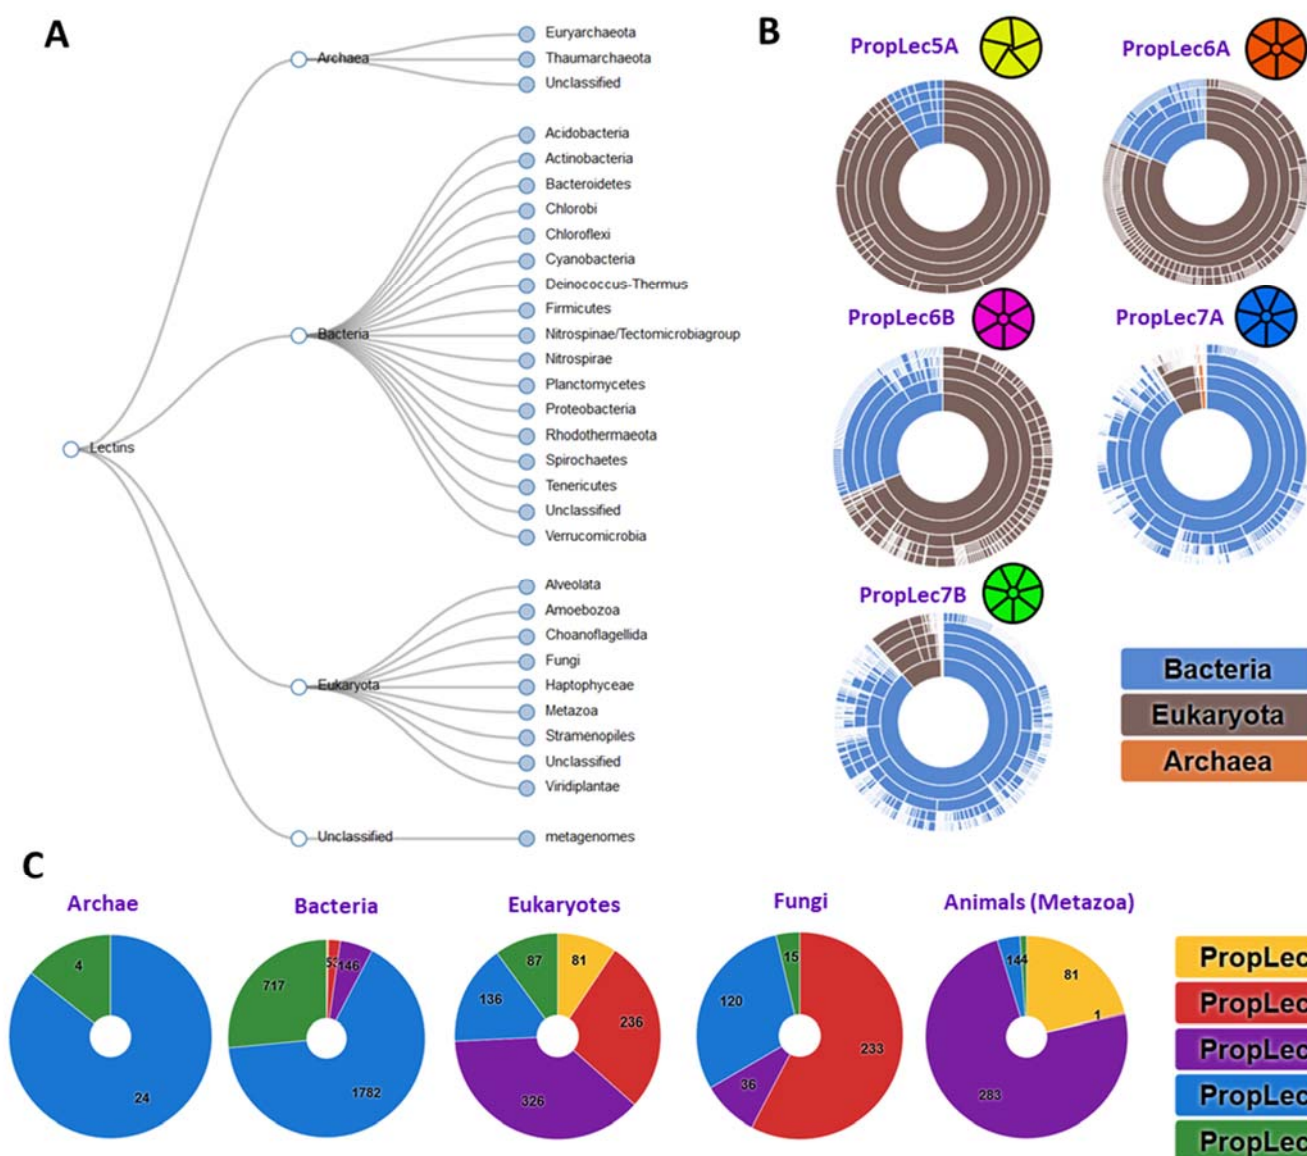 A
Euryarchaeota
Archaea
Thaumarchaeota
Unclassified
Acidobacteria
Actinobacteria
Bacteroidetes
Chlorobi
Chloroflexi
Cyanobacteria
Deinococcus-Thermus
Firmicutes
Bacteria
Nitrospinae/Tectomicrobiagroup
Nitrospirae
Planctomycetes
Proteobacteria
Rhodothermaeota
Lectins
Spirochaetes
Tenericutes
Unclassified
Verrucomicrobia
Alveolata
Amoebozoa
Choanoflagellida
Fungi
Eukaryota
Haptophyceae
Metazoa
Stramenopiles
Unclassified
Viridiplantae
Unclassified
metagenomes
B
PropLec5A
PropLec6A
PropLec6B
PropLec7A
PropLec7B
Bacteria
Eukaryota
Archaea
C
Archae
4
24
Bacteria
717
146
1782
Eukaryotes
87
81
136
236
326
Fungi
15
120
233
36
Animals (Metazoa)
14
4
81
1
283
PropLec
PropLec
PropLec
PropLec
PropLec